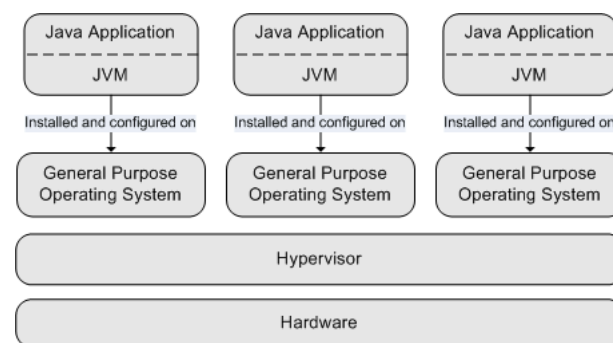 Java Application Java Application Java Application
JVM JVM JVM
Installed and configured on Installed and configured on Installed and configured on
General Purpose General Purpose General Purpose
Operating System Operating System Operating System
Hypervisor
Hardware